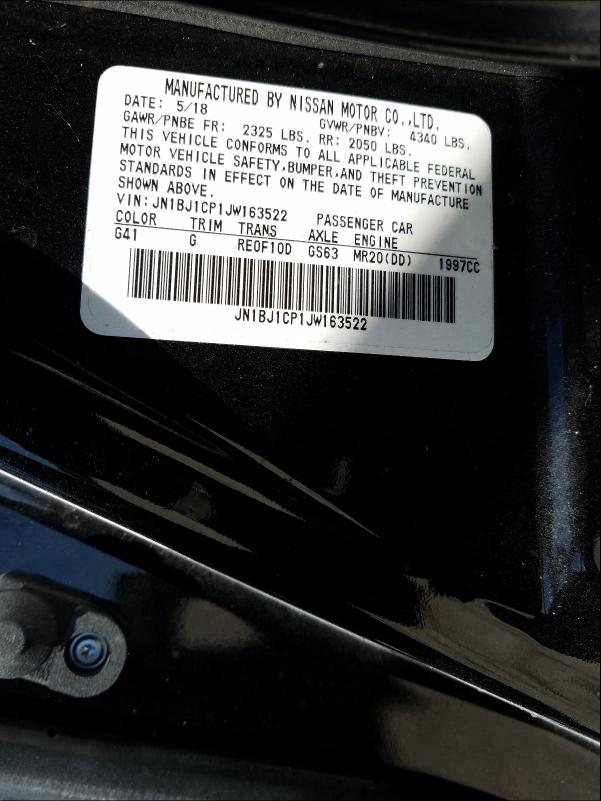 MANUFACTURED BY NISSAN MOTOR CO.,LTD.
DATE: 5/18 GVWR/PNBV: 4340 LBS.
GAWR/PNBE FR: 2325 LBS. RR: 2050 LBS.
THIS VEHICLE CONFORMS TO ALL APPLICABLE FEDERAL
MOTOR VEHICLE SAFETY,BUMPER,AND THEFT PREVENTION
STANDARDS IN EFFECT ON THE DATE OF MANUFACTURE
SHOWN ABOVE.
VIN:JN1BJ1CP1JW163522 PASSENGER CAR
COLOR TRIM TRANS AXLE ENGINE
G41 G REOF10D GS63 MR20(DD) 1997CC
JN1BJ1CP1JW163522